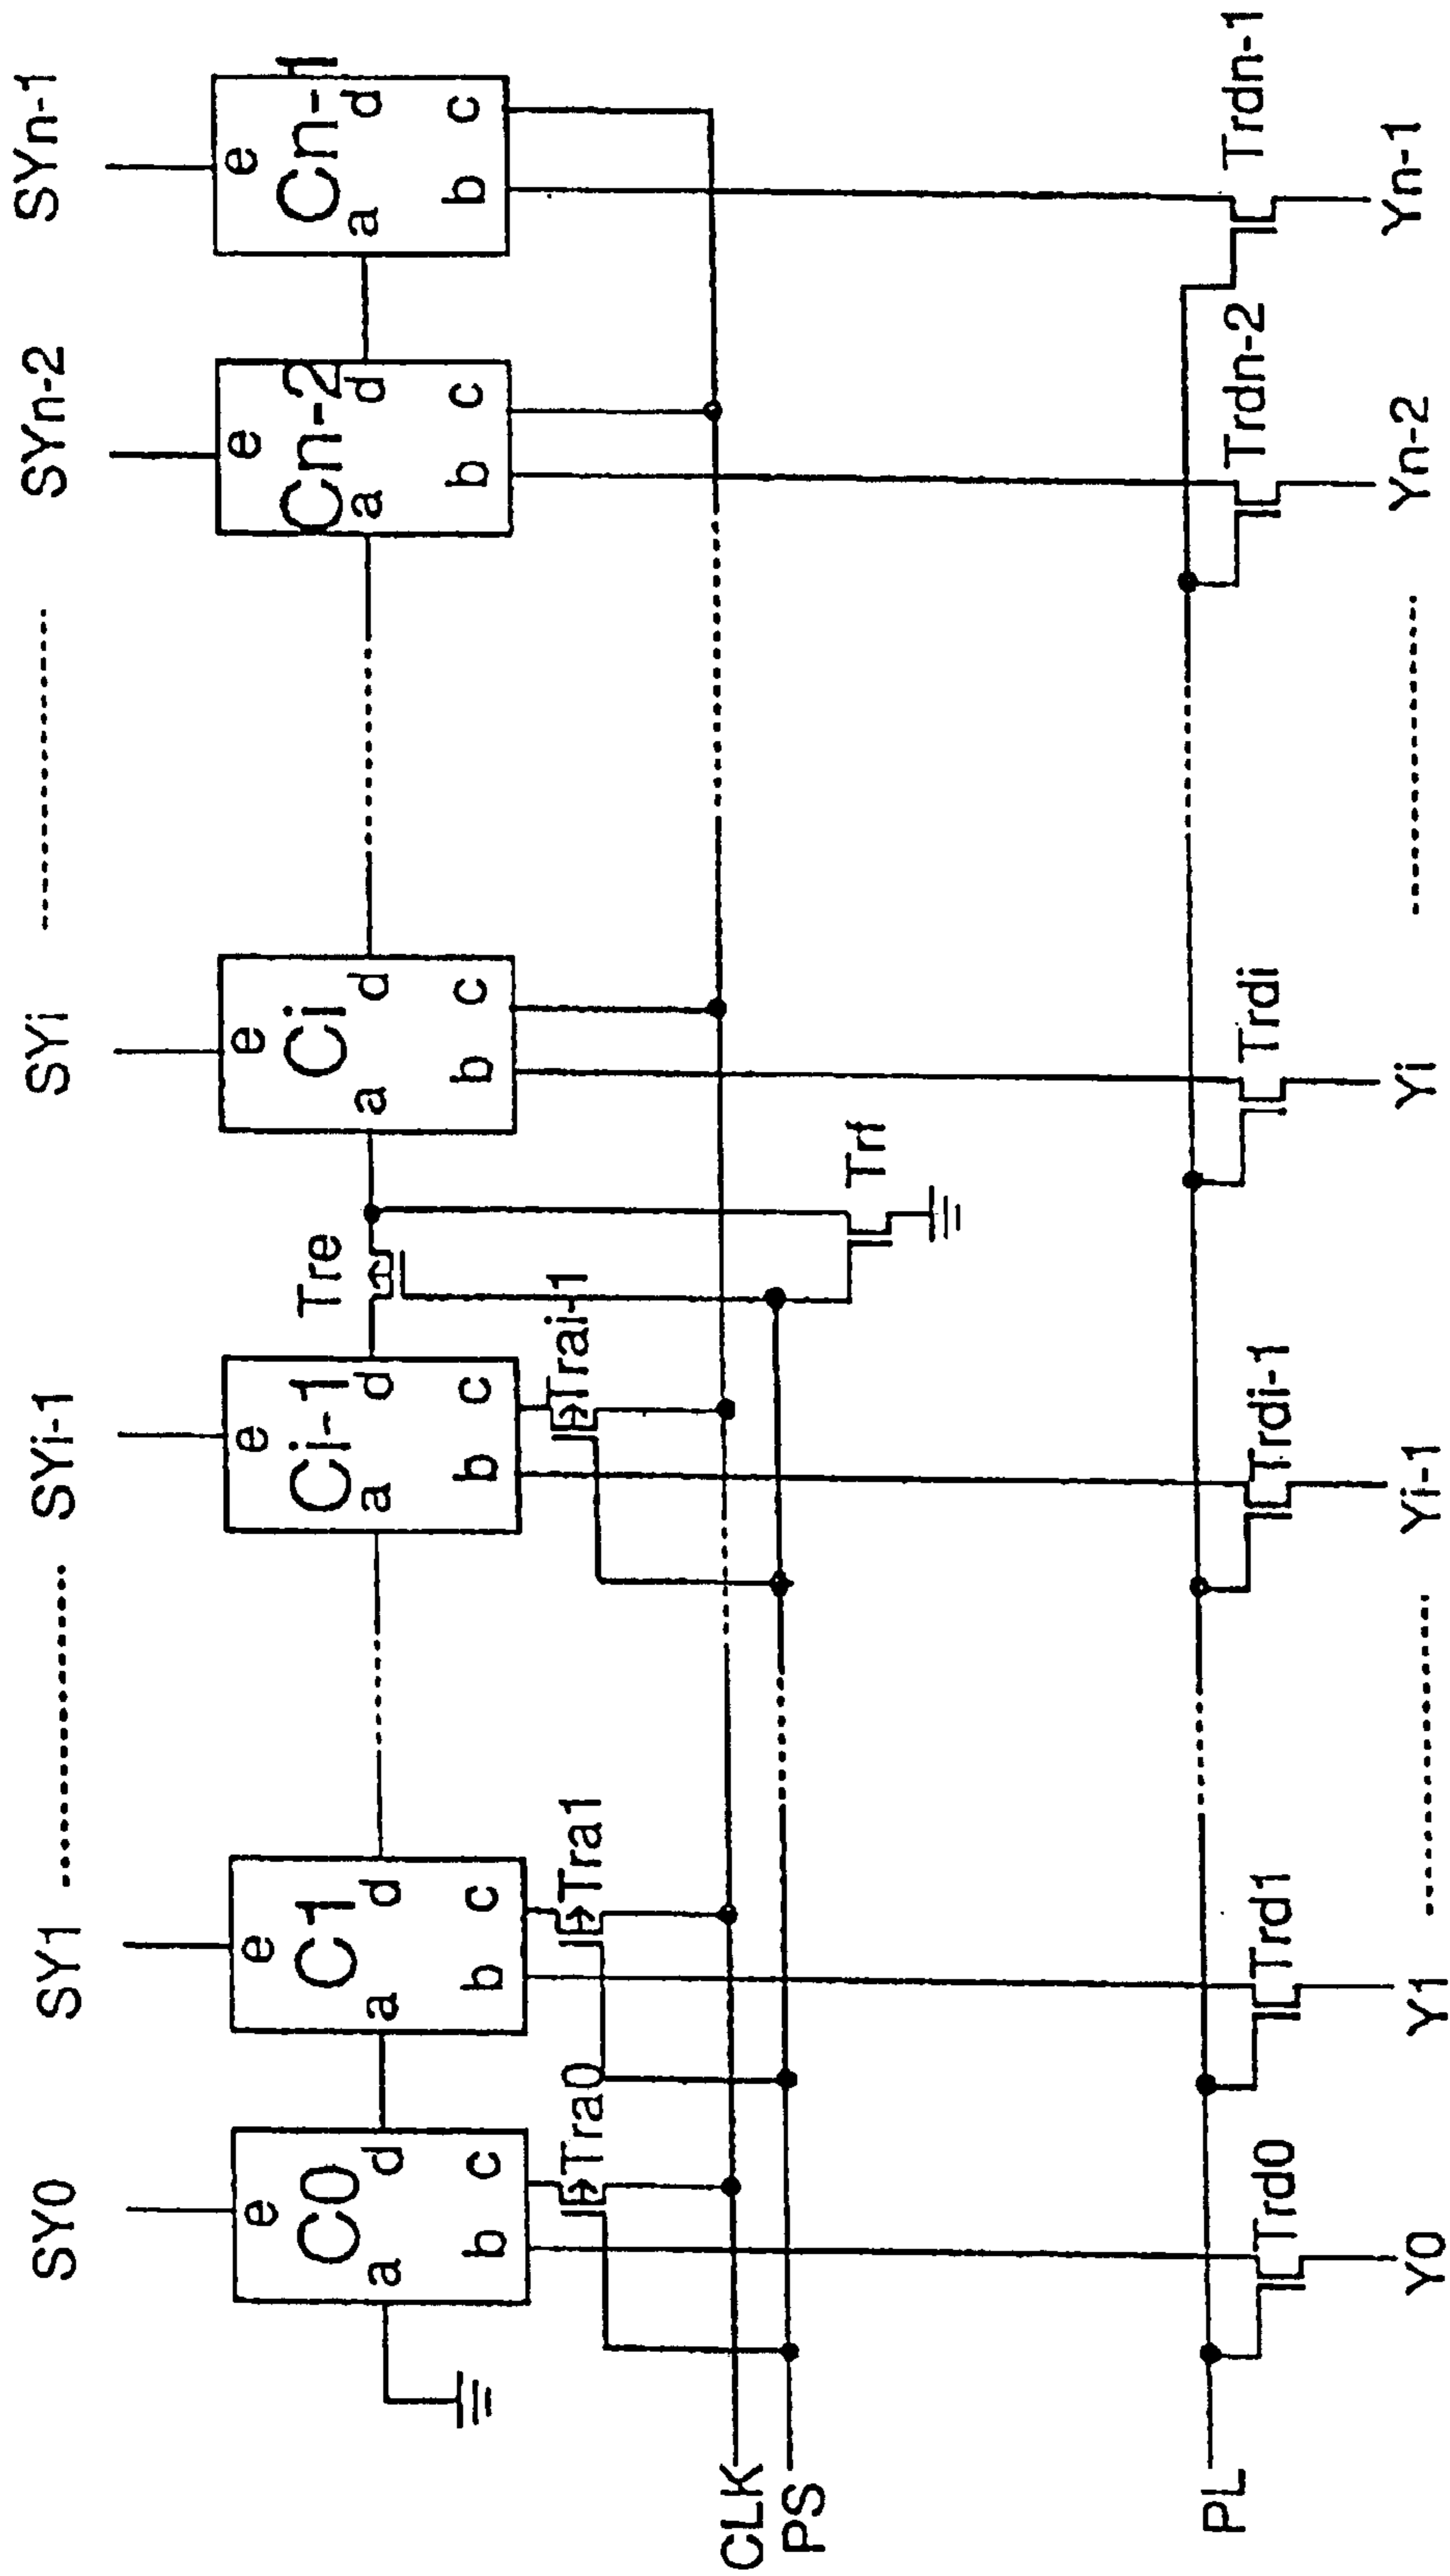 SY0 SY1 SYi-1 SYi SYn-2 SYn-1
e e e e e e
C0 C1 Ci-1 Ci Cn-2 Cn-1
a d a d a d a d a d a d
b c b c b c b c b c b c
Tre
Tra0 Tra1 Trai-1
CLK
PS
Trf
PL
Trd0 Trd1 Trdi-1 Trdi Trdn-2 Trdn-1
Y0 Y1 Yi-1 Yi Yn-2 Yn-1